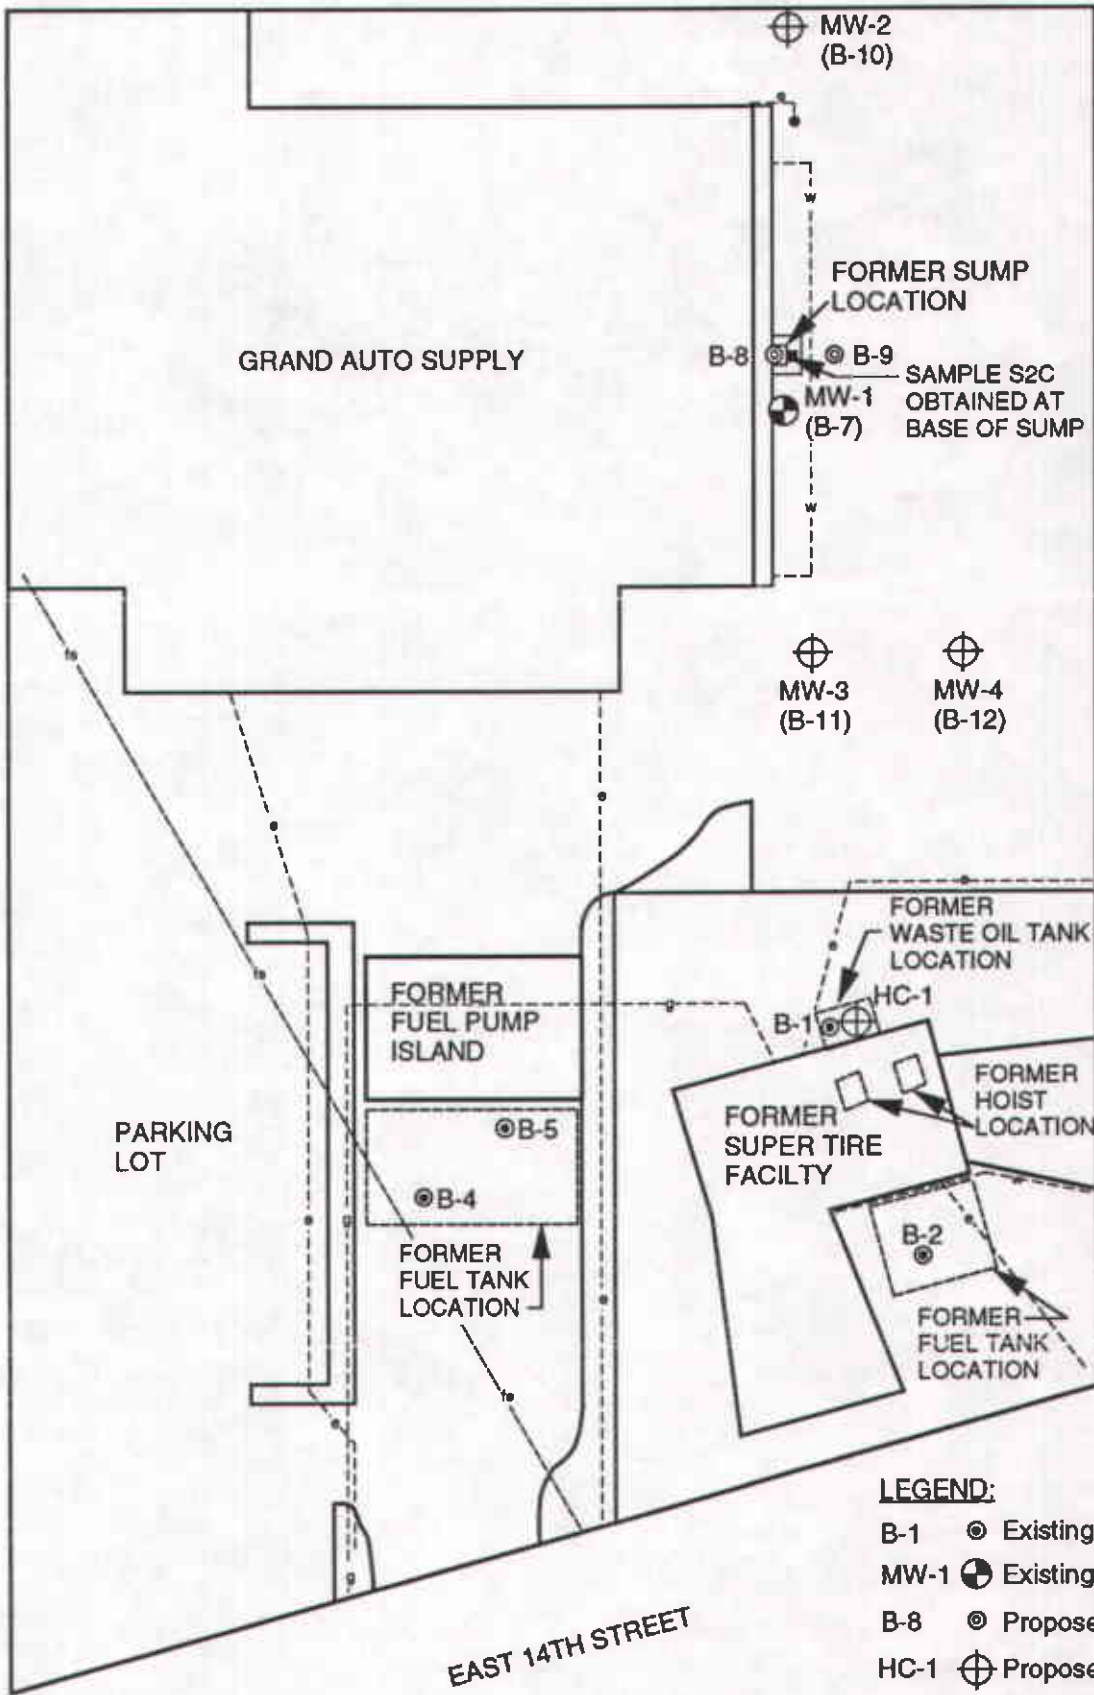 MW-2
(B-10)
e
w
FORMER SUMP
LOCATION
GRAND AUTO SUPPLY
B-8
B-9
SAMPLE S2C
OBTAINED AT
BASE OF SUMP
MW-1
(B-7)
w
fs
MW-3
(B-11)
MW-4
(B-12)
e
e
e
FORMER
WASTE OIL TANK
LOCATION
e
fs
HC-1
B-1
FORMER
FUEL PUMP
ISLAND
g
FORMER
HOIST
LOCATION
FORMER
SUPER TIRE
FACILTY
PARKING
LOT
B-5
B-4
e
g
e
B-2
FORMER
FUEL TANK
LOCATION
e
FORMER
FUEL TANK
LOCATION
fs
e
g
LEGEND:
B-1 Existing
MW-1 Existing
B-8 Propose
HC-1 Propose
EAST 14TH STREET